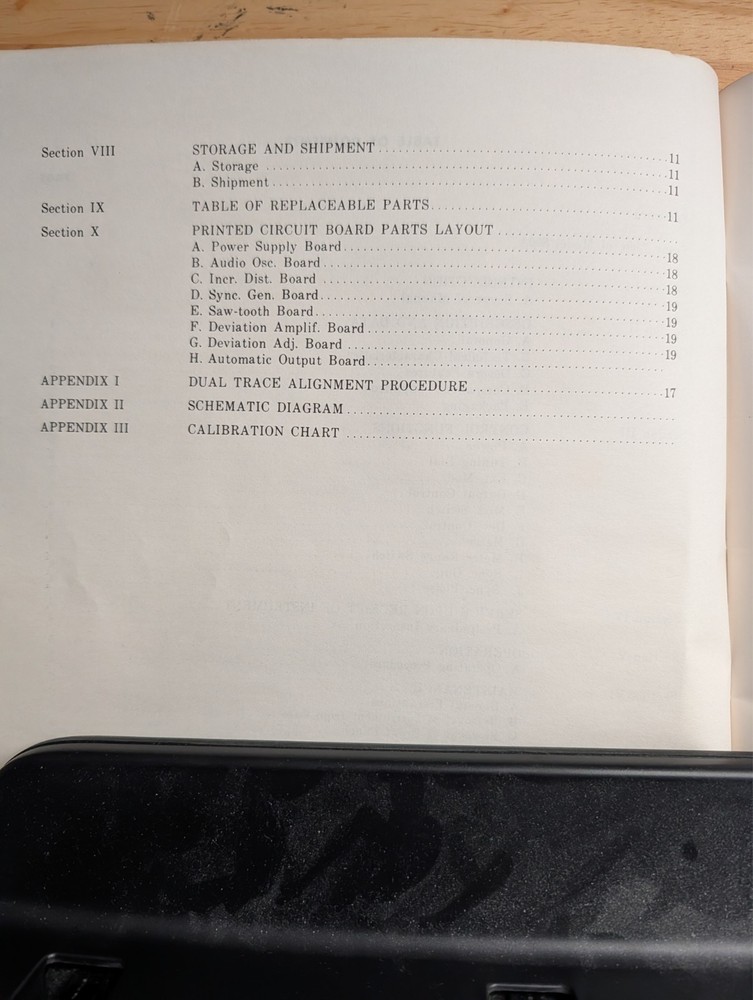 Section VIII STORAGE AND SHIPMENT........................................11
A. Storage ........................................11
B. Shipment........................................11
Section IX TABLE OF REPLACEABLE PARTS........................................11
Section X PRINTED CIRCUIT BOARD PARTS LAYOUT ........................................
A. Power Supply Board........................................18
B. Audio Osc. Board........................................18
C. Incr. Dist. Board ........................................18
D. Sync. Gen. Board........................................19
E. Saw-tooth Board........................................19
F. Deviation Amplif. Board........................................19
G. Deviation Adj. Board ........................................19
H. Automatic Output Board........................................
APPENDIX I DUAL TRACE ALIGNMENT PROCEDURE ........................................17
APPENDIX II SCHEMATIC DIAGRAM........................................
APPENDIX III CALIBRATION CHART ........................................